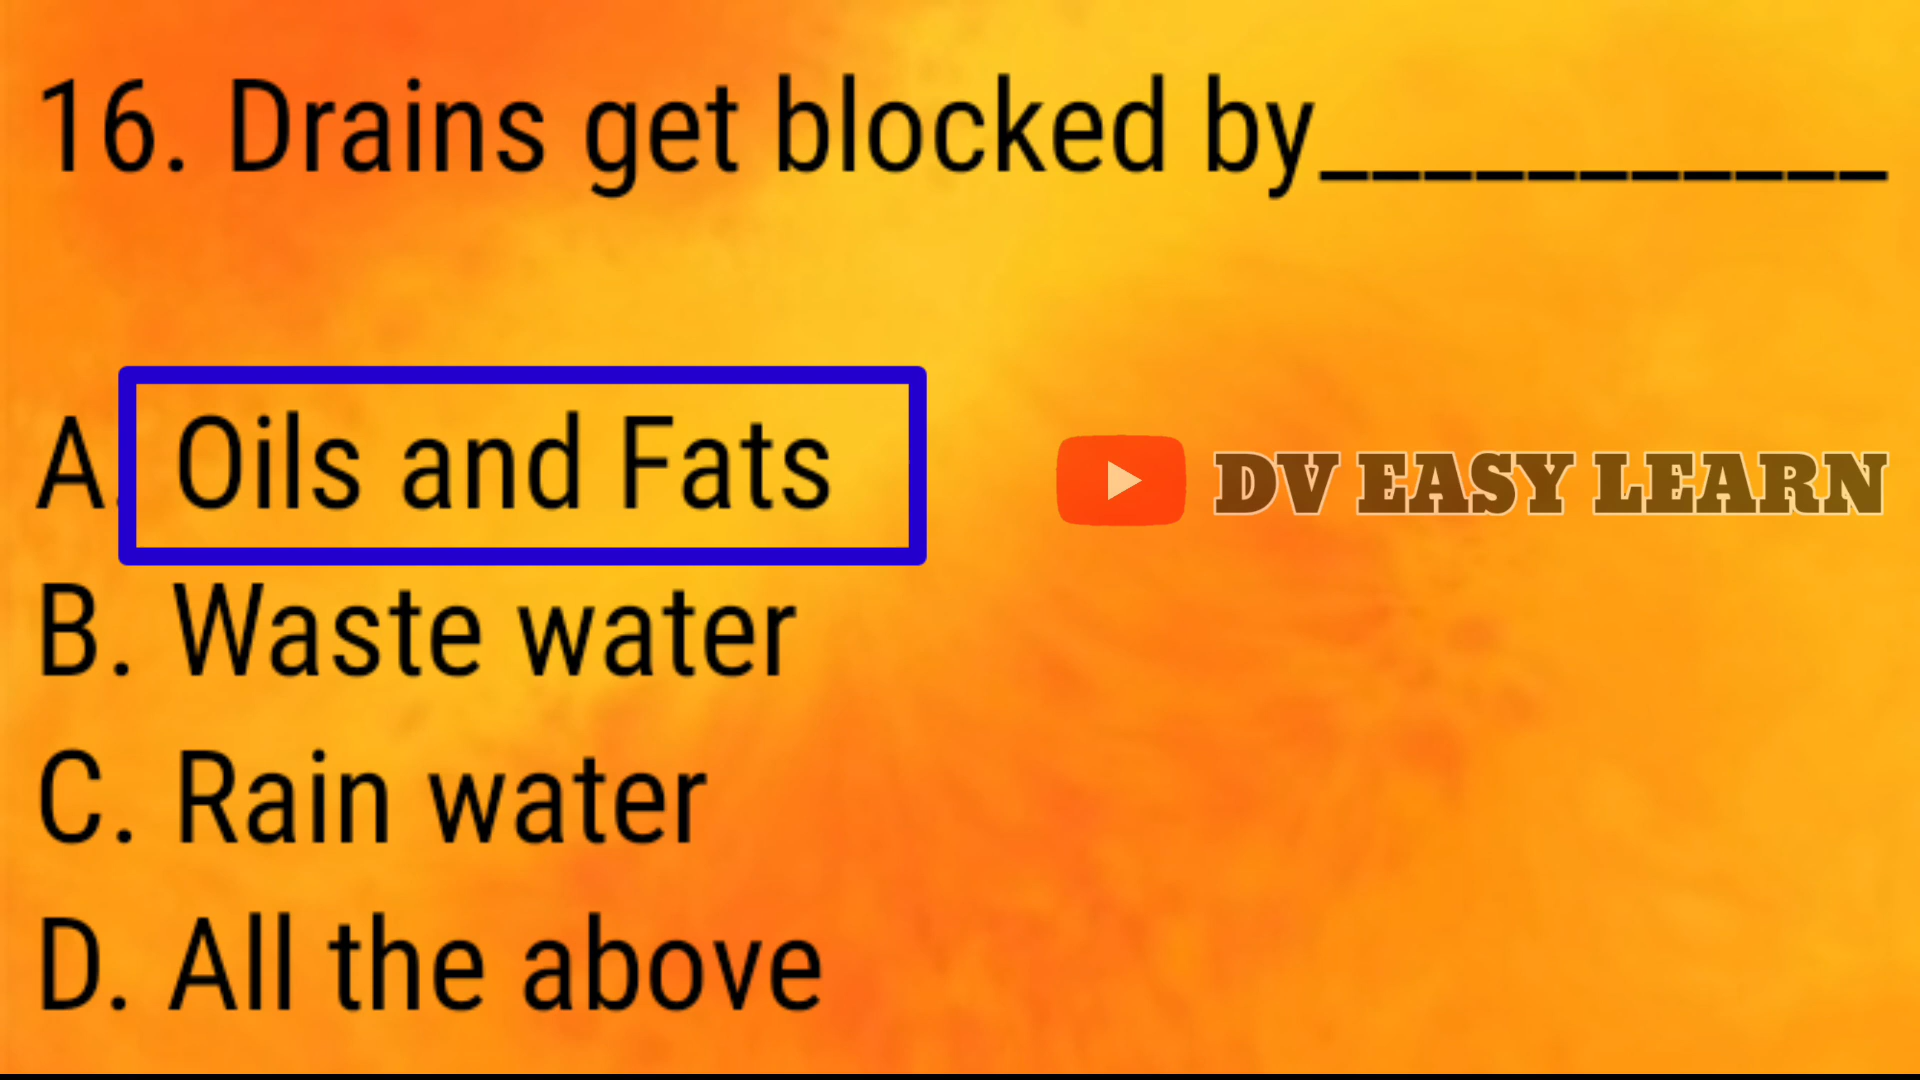 16. Drains get blocked by___________
A. Oils and Fats
DV EASY LEARN
B. Waste water
C. Rain water
D. All the above